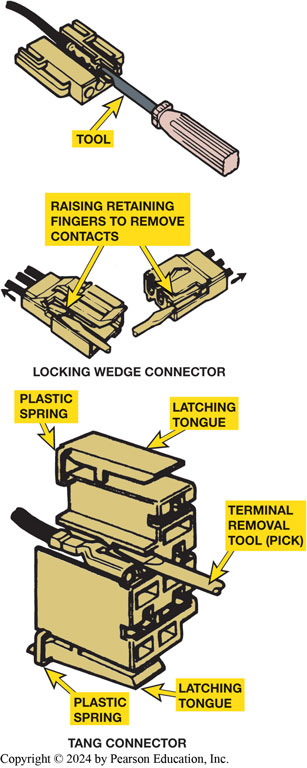 TOOL
RAISING RETAINING
FINGERS TO REMOVE
CONTACTS
LOCKING WEDGE CONNECTOR
PLASTIC
SPRING
LATCHING
TONGUE
TERMINAL
REMOVAL
TOOL (PICK)
PLASTIC
SPRING
LATCHING
TONGUE
TANG CONNECTOR
Copyright © 2024 by Pearson Education, Inc.